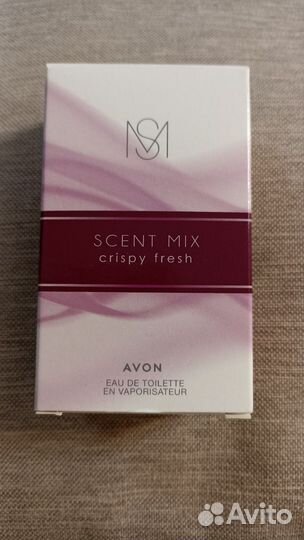 SM
SCENT MIX
crispy fresh
AVON
EAU DE TOILETTE
EN VAPORISATEUR
Avito